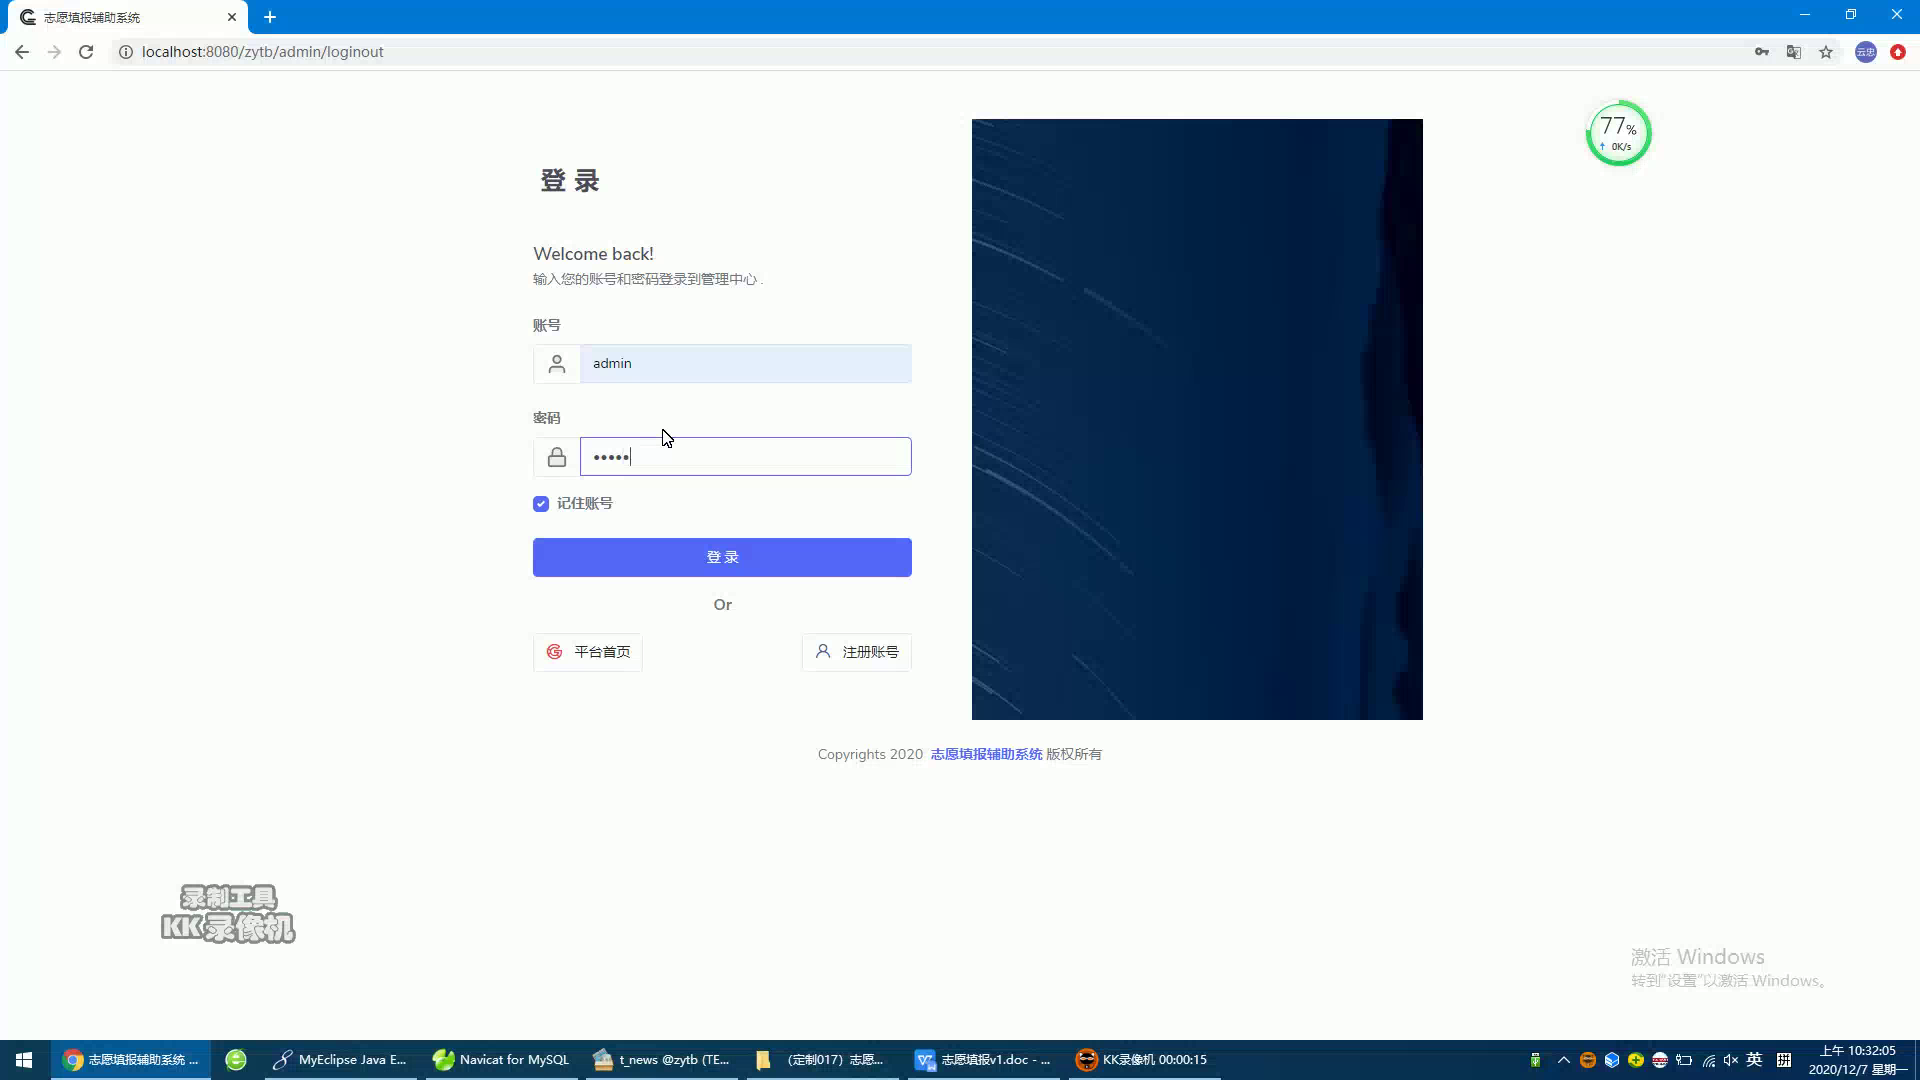 志愿填报辅助系统
localhost:8080/zytb/admin/loginout
云忠
77%
0K/s
登 录
Welcome back!
输入您的账号和密码登录到管理中心 .
账号
admin
密码
记住账号
登 录
Or
平台首页
注册账号
Copyrights 2020 志愿填报辅助系统 版权所有
录制工具
KK录像机
激活 Windows
转到"设置"以激活 Windows。
志愿填报辅助系统 ...
MyEclipse Java E...
Navicat for MySQL
t_news @zytb (TE...
(定制017) 志愿...
志愿填报v1.doc - ...
KK录像机 00:00:15
英
拼
上午 10:32:05
2020/12/7 星期一